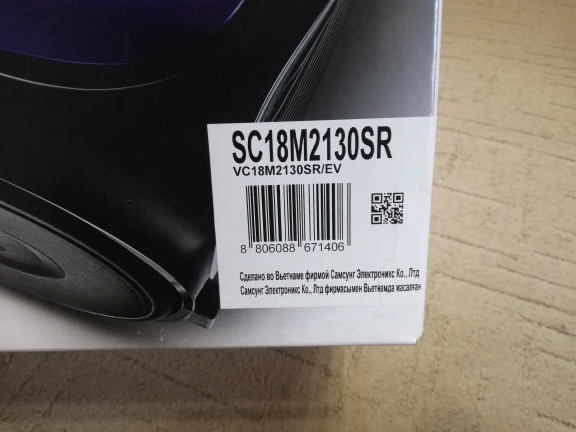 SC18M2130SR
VC18M2130SR/EV
8 806088 671406
Сделано во Вьетнаме фирмой Самсунг Электроникс Ко., Лтд
Самсунг Электроникс Ко., Лтд фирмасымен Вьетнамда жасалған